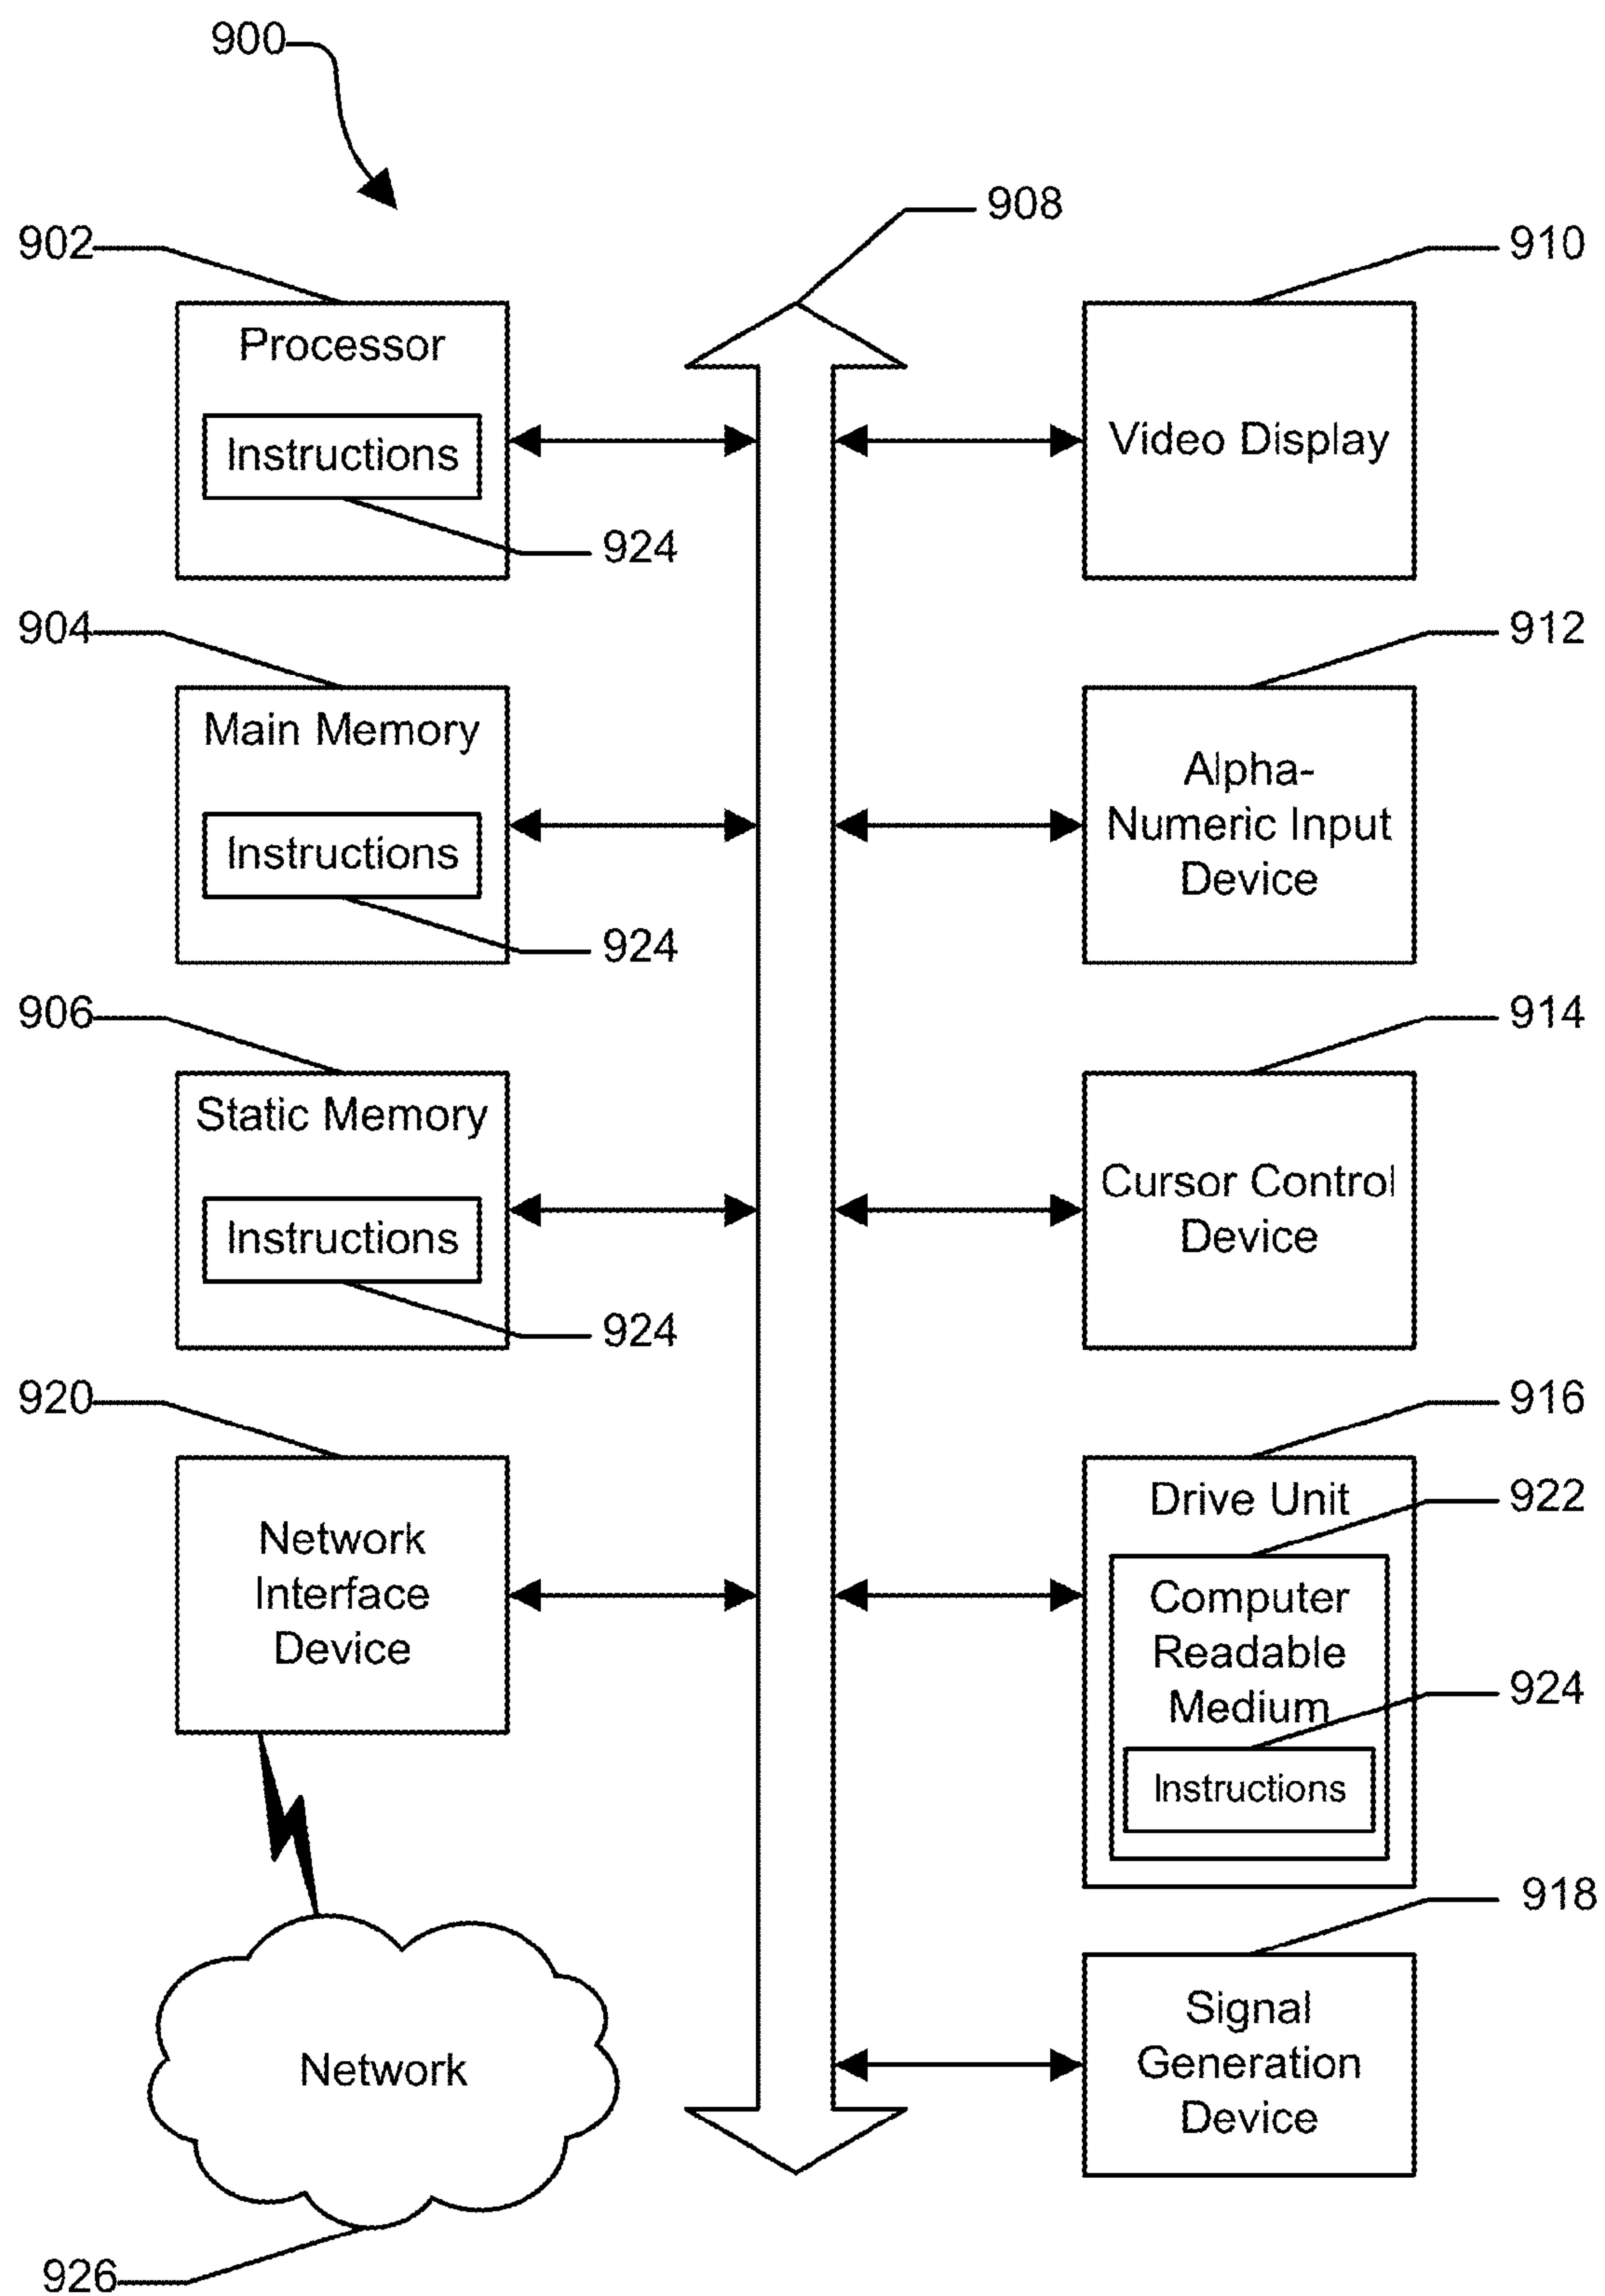 900
908
902
Processor
Instructions
924
910
Video Display
904
Main Memory
Instructions
924
912
Alpha-
Numeric Input
Device
906
Static Memory
Instructions
924
914
Cursor Control
Device
920
Network
Interface
Device
916
Drive Unit
922
Computer
Readable
Medium
924
Instructions
918
Signal
Generation
Device
Network
926